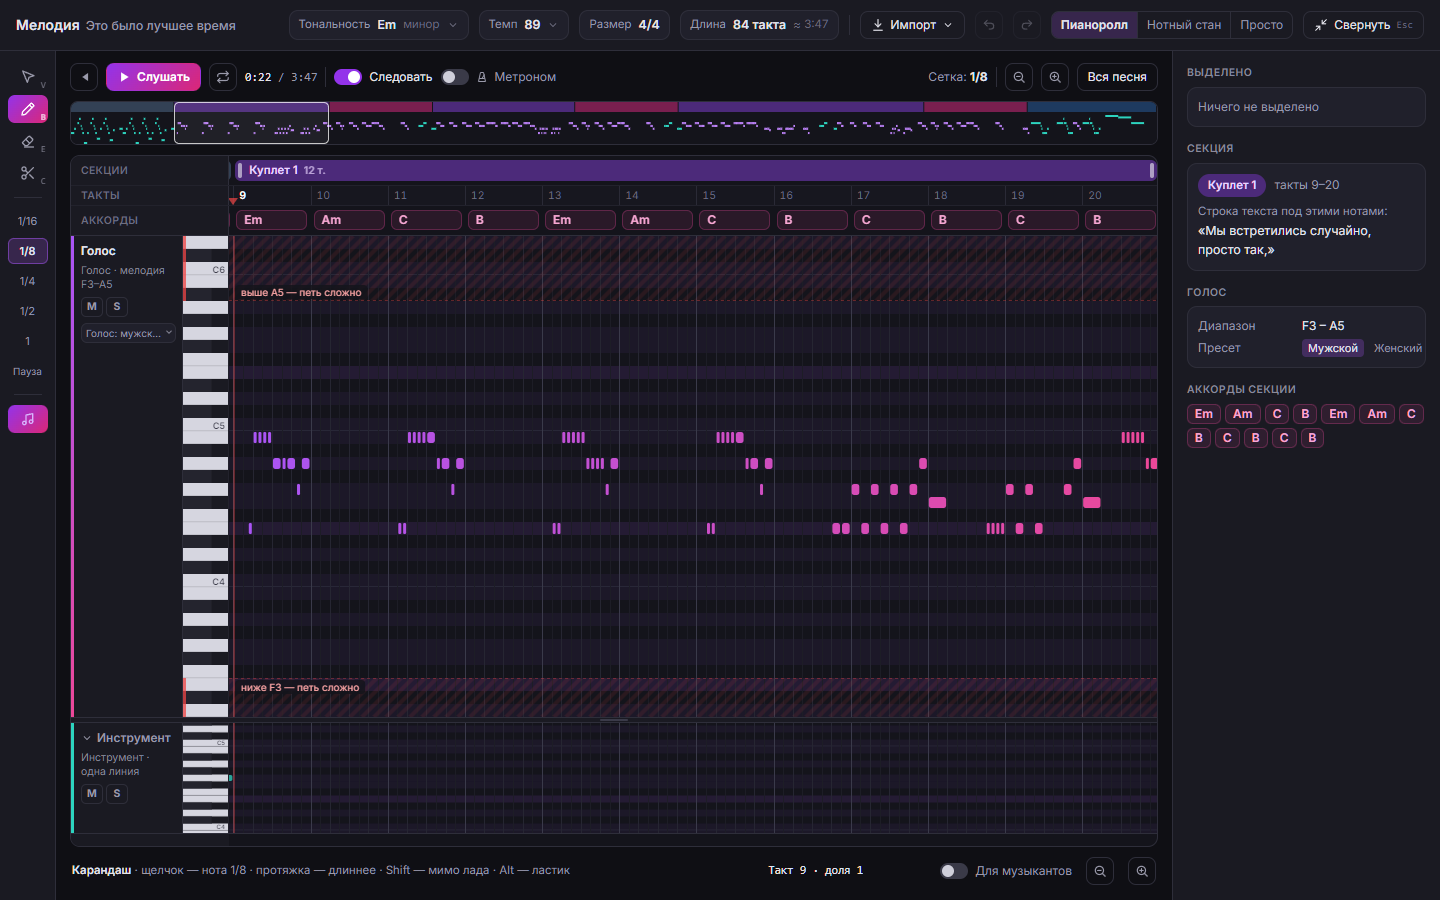 Мелодия Это было лучшее время
Тональность Em минор
Темп 89
Размер 4/4
Длина 84 такта ≈ 3:47
Импорт
Пианоролл Нотный стан Просто
Свернуть Esc
V
B
E
C
1/16
1/8
1/4
1/2
1
Пауза
Слушать
0:22 / 3:47
Следовать
Метроном
Сетка: 1/8
Вся песня
СЕКЦИИ
Куплет 1 12 т.
ТАКТЫ
9 10 11 12 13 14 15 16 17 18 19 20
АККОРДЫ
Em Am C B Em Am C B C B C B
Голос
Голос · мелодия
F3–A5
M S
Голос: мужск...
C6
выше A5 — петь сложно
C5
C4
ниже F3 — петь сложно
Инструмент
Инструмент ·
одна линия
M S
C5
C4
Карандаш · щелчок — нота 1/8 · протяжка — длиннее · Shift — мимо лада · Alt — ластик
Такт 9 · доля 1
Для музыкантов
ВЫДЕЛЕНО
Ничего не выделено
СЕКЦИЯ
Куплет 1 такты 9–20
Строка текста под этими нотами:
«Мы встретились случайно,
просто так,»
ГОЛОС
Диапазон F3 – A5
Пресет Мужской Женский
АККОРДЫ СЕКЦИИ
Em Am C B Em Am C
B C B C B